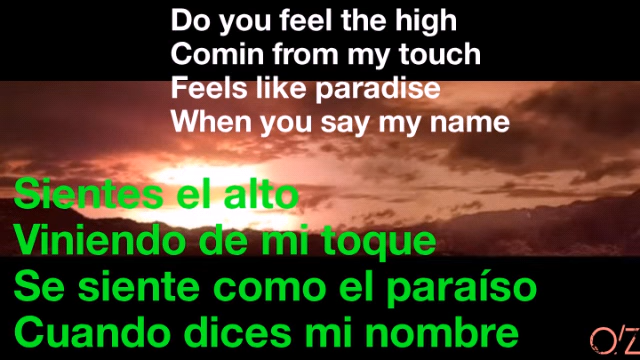 Do you feel the high
Comin from my touch
Feels like paradise
When you say my name
Sientes el alto
Viniendo de mi toque
Se siente como el paraíso
Cuando dices mi nombre
O/Z